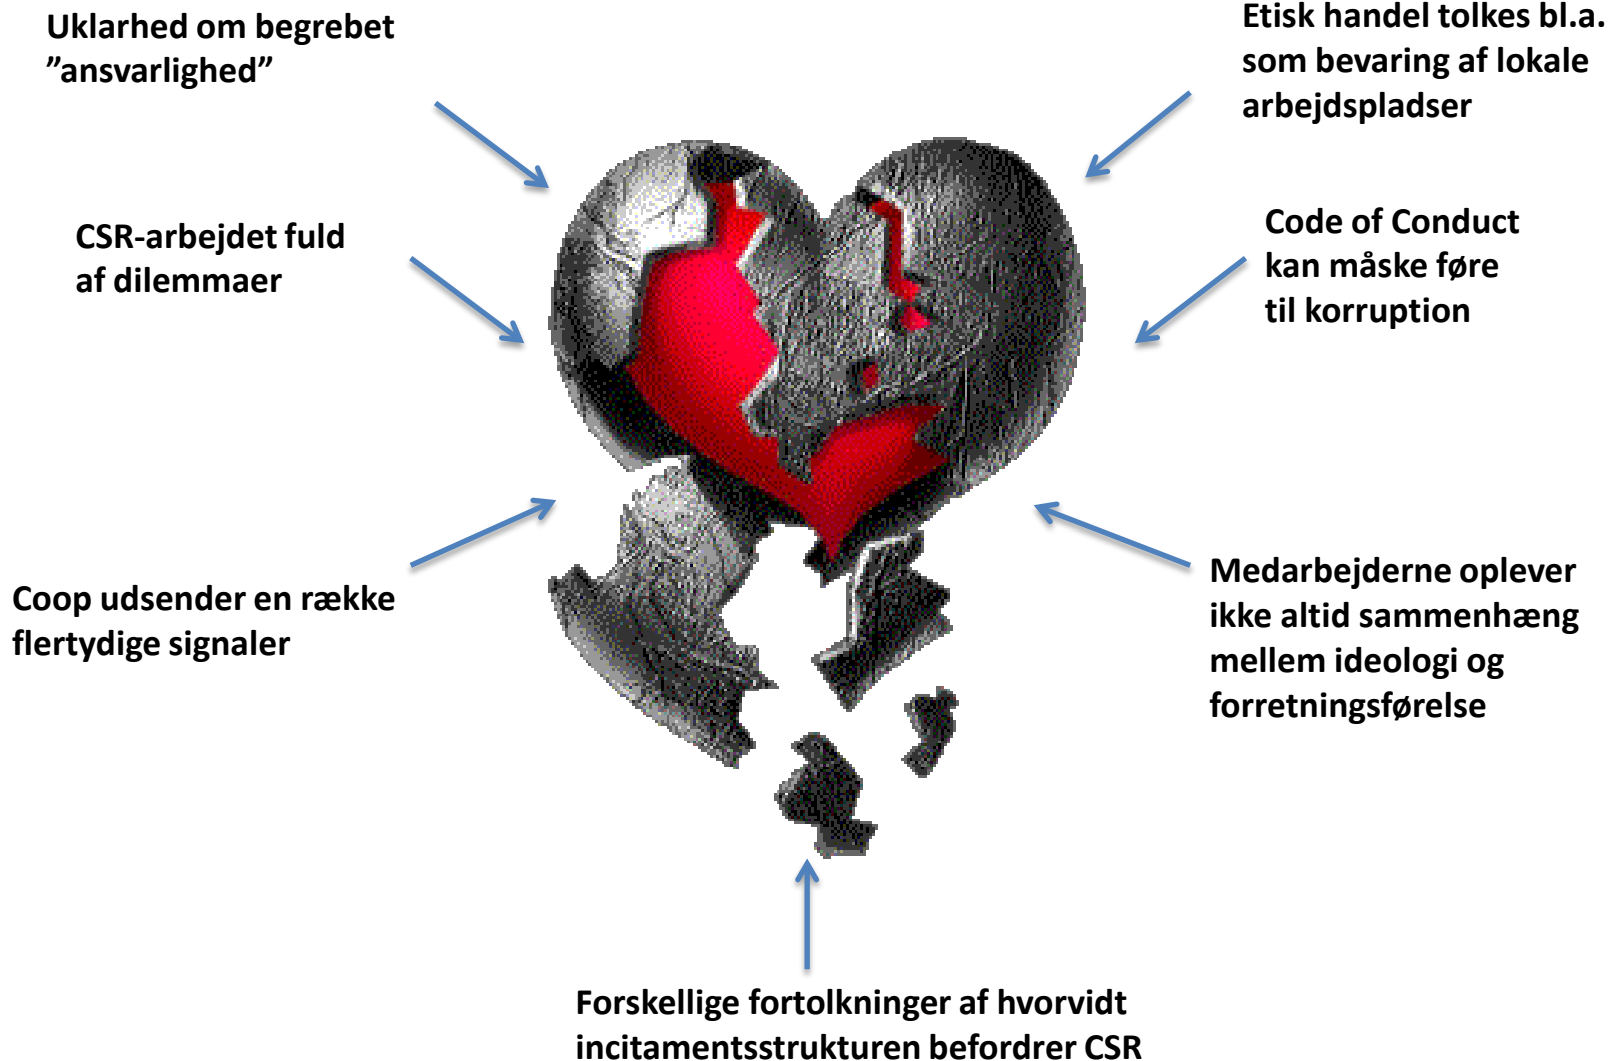 Uklarhed om begrebet
”ansvarlighed”
Etisk handel tolkes bl.a.
som bevaring af lokale
arbejdspladser
CSR-arbejdet fuld
af dilemmaer
Code of Conduct
kan måske føre
til korruption
Coop udsender en række
flertydige signaler
Medarbejderne oplever
ikke altid sammenhæng
mellem ideologi og
forretningsførelse
Forskellige fortolkninger af hvorvidt
incitamentsstrukturen befordrer CSR